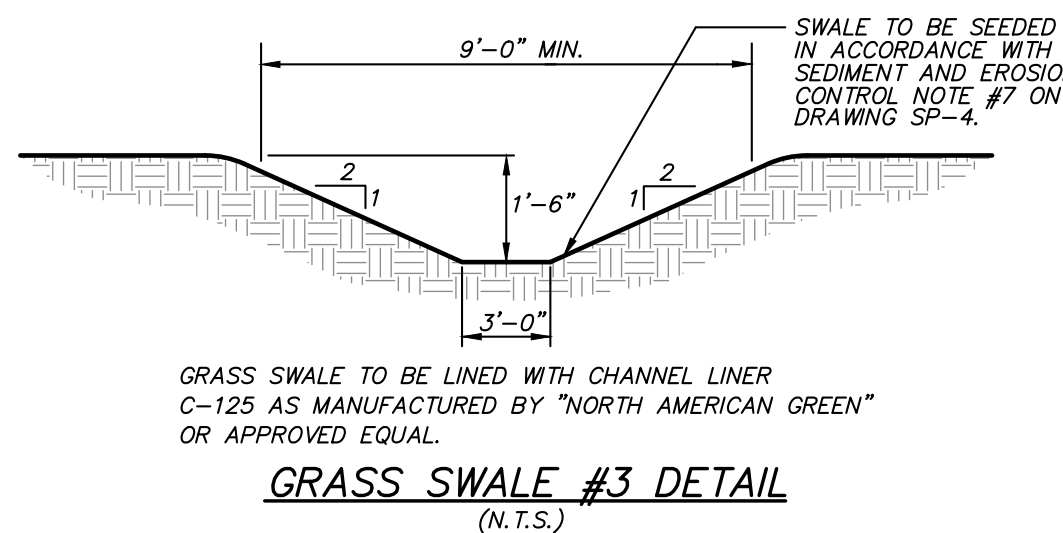 9'-0" MIN.
SWALE TO BE SEEDED
IN ACCORDANCE WITH
SEDIMENT AND EROSION
CONTROL NOTE #7 ON
DRAWING SP-4.
2
1
1'-6"
2
1
3'-0"
GRASS SWALE TO BE LINED WITH CHANNEL LINER
C-125 AS MANUFACTURED BY "NORTH AMERICAN GREEN"
OR APPROVED EQUAL.
GRASS SWALE #3 DETAIL
(N.T.S.)